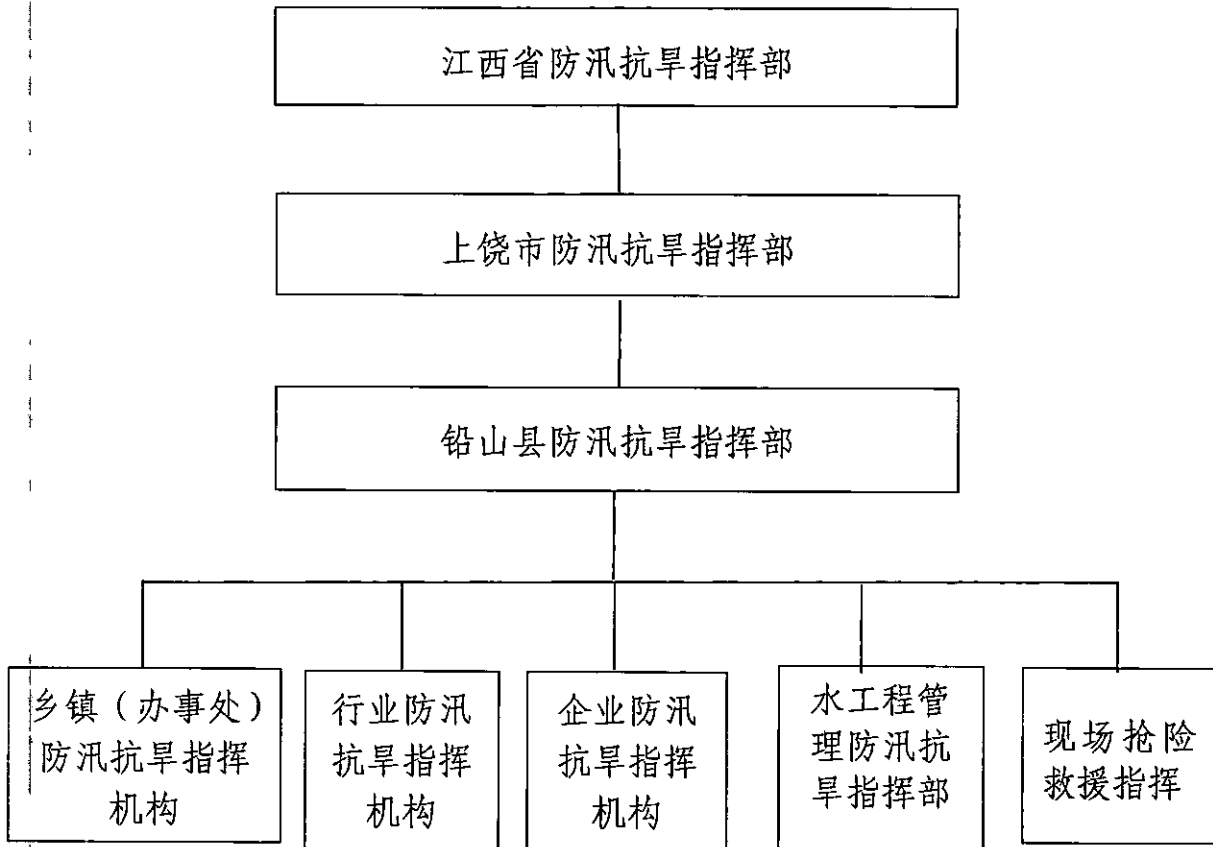 江西省防汛抗旱指挥部
上饶市防汛抗旱指挥部
铅山县防汛抗旱指挥部
乡镇（办事处）
防汛抗旱指挥
机构
行业防汛
抗旱指挥
机构
企业防汛
抗旱指挥
机构
水工程管
理防汛抗
旱指挥部
现场抢险
救援指挥